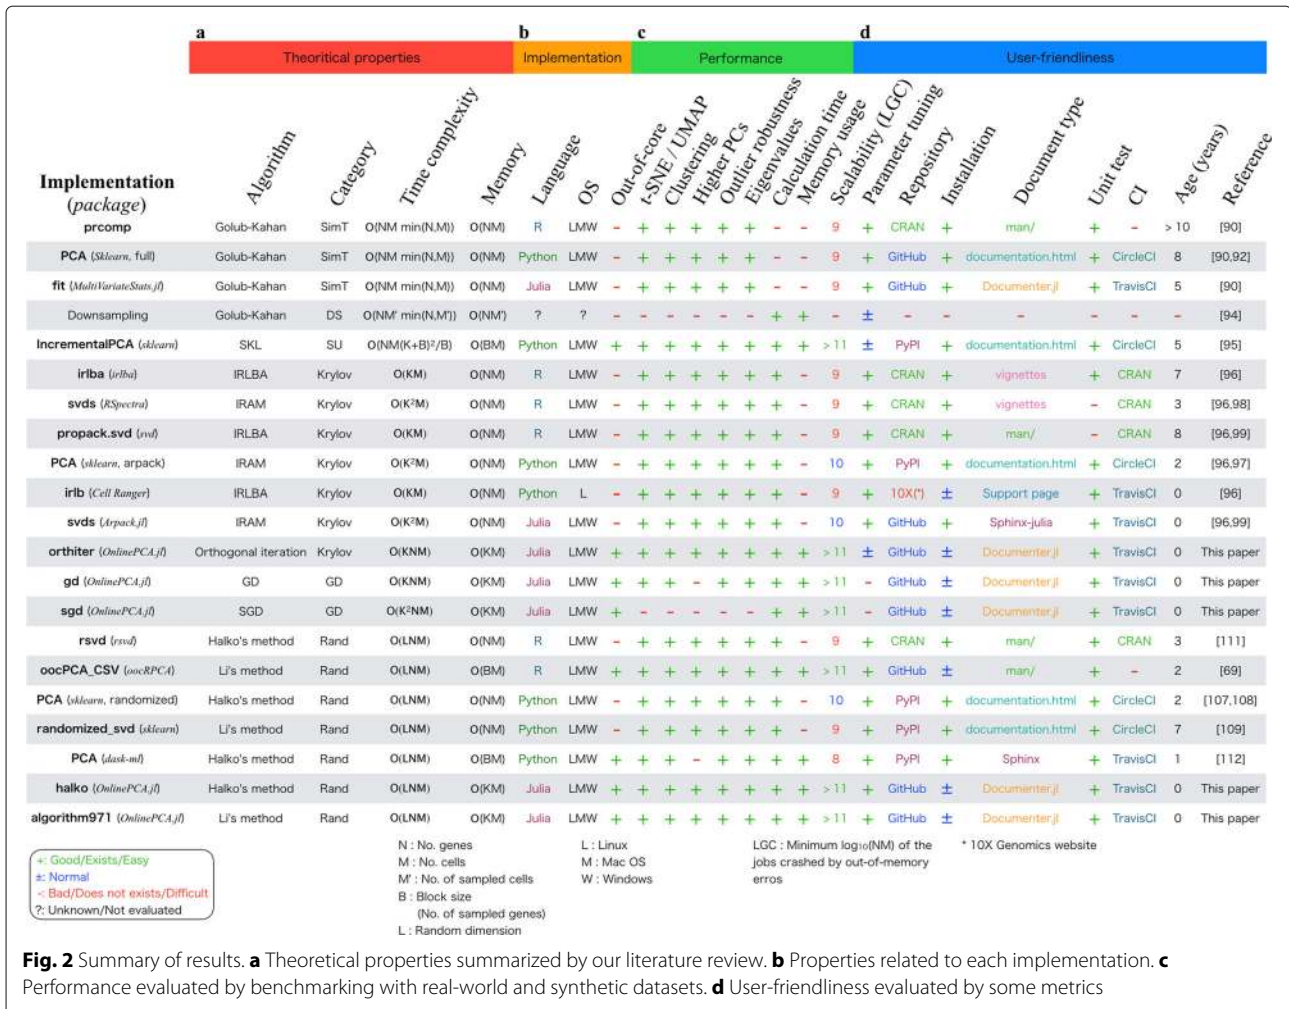 a b c d
Theoritical properties Implementation Performance User-friendliness
Implementation
(package)
Algorithm Category Time complexity Memory Language OS Out-of-core t-SNE / UMAP Clustering Higher PCs Outlier robustness Eigenvalues Calculation time Memory usage Scalability (LGC) Parameter tuning Repository Installation Document type Unit test CI Age (years) Reference
prcomp Golub-Kahan SimT O(NM min(N,M)) O(NM) R LMW - + + + + + - - 9 + CRAN + man/ + - > 10 [90]
PCA (Sklearn, full) Golub-Kahan SimT O(NM min(N,M)) O(NM) Python LMW - + + + + + - - 9 + GitHub + documentation.html + CircleCI 8 [90,92]
fit (MultiVariateStats.jl) Golub-Kahan SimT O(NM min(N,M)) O(NM) Julia LMW - + + + + + - - 9 + GitHub + Documenter.jl + TravisCI 5 [90]
Downsampling Golub-Kahan DS O(NM' min(N,M')) O(NM') ? ? - - - - - - + + - ± - - - - - - [94]
IncrementalPCA (sklearn) SKL SU O(NM(K+B)²/B) O(BM) Python LMW + + + + + + + + > 11 ± PyPI + documentation.html + CircleCI 5 [95]
irlba (irlba) IRLBA Krylov O(KM) O(NM) R LMW - + + + + + + - 9 + CRAN + vignettes + CRAN 7 [96]
svds (RSpectra) IRAM Krylov O(K²M) O(NM) R LMW - + + + + + + - 9 + CRAN + vignettes - CRAN 3 [96,98]
propack.svd (svd) IRLBA Krylov O(KM) O(NM) R LMW - + + + + + + - 9 + CRAN + man/ - CRAN 8 [96,99]
PCA (sklearn, arpack) IRAM Krylov O(K²M) O(NM) Python LMW - + + + + + + - 10 + PyPI + documentation.html + CircleCI 2 [96,97]
irlb (Cell Ranger) IRLBA Krylov O(KM) O(NM) Python L - + + + + + + - 9 + 10X(*) ± Support page + TravisCI 0 [96]
svds (Arpack.jl) IRAM Krylov O(K²M) O(NM) Julia LMW - + + + + + + - 10 + GitHub + Sphinx-julia + TravisCI 0 [96,99]
orthiter (OnlinePCA.jl) Orthogonal iteration Krylov O(KNM) O(KM) Julia LMW + + + + + + + + > 11 ± GitHub ± Documenter.jl + TravisCI 0 This paper
gd (OnlinePCA.jl) GD GD O(KNM) O(KM) Julia LMW + + + - + + + + > 11 - GitHub ± Documenter.jl + TravisCI 0 This paper
sgd (OnlinePCA.jl) SGD GD O(K²NM) O(KM) Julia LMW + - - - - - + + > 11 - GitHub ± Documenter.jl + TravisCI 0 This paper
rsvd (rsvd) Halko's method Rand O(LNM) O(NM) R LMW - + + + + + + - 9 + CRAN + man/ + CRAN 3 [111]
oocPCA_CSV (oocRPCA) Li's method Rand O(LNM) O(BM) R LMW + + + + + + + + > 11 + GitHub ± man/ + - 2 [69]
PCA (sklearn, randomized) Halko's method Rand O(LNM) O(NM) Python LMW - + + + + + + - 10 + PyPI + documentation.html + CircleCI 2 [107,108]
randomized_svd (sklearn) Li's method Rand O(LNM) O(NM) Python LMW - + + + + + + - 9 + PyPI + documentation.html + CircleCI 7 [109]
PCA (dask-ml) Halko's method Rand O(LNM) O(BM) Python LMW + + + - + + + + 8 + PyPI + Sphinx + TravisCI 1 [112]
halko (OnlinePCA.jl) Halko's method Rand O(LNM) O(KM) Julia LMW + + + + + + + + > 11 + GitHub ± Documenter.jl + TravisCI 0 This paper
algorithm971 (OnlinePCA.jl) Li's method Rand O(LNM) O(KM) Julia LMW + + + + + + + + > 11 + GitHub ± Documenter.jl + TravisCI 0 This paper
+: Good/Exists/Easy
±: Normal
-: Bad/Does not exists/Difficult
?: Unknown/Not evaluated
N : No. genes
M : No. cells
M' : No. of sampled cells
B : Block size
(No. of sampled genes)
L : Random dimension
L : Linux
M : Mac OS
W : Windows
LGC : Minimum log₁₀(NM) of the
jobs crashed by out-of-memory
erros
* 10X Genomics website
Fig. 2 Summary of results. a Theoretical properties summarized by our literature review. b Properties related to each implementation. c
Performance evaluated by benchmarking with real-world and synthetic datasets. d User-friendliness evaluated by some metrics